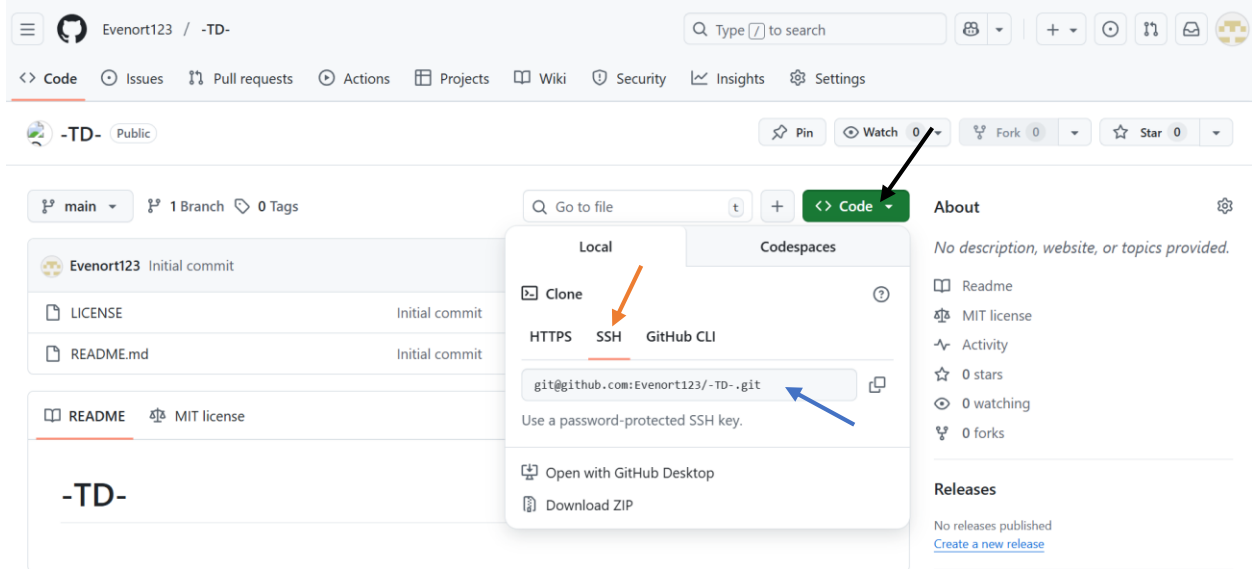 Evenort123 / -TD-
Type / to search
Code Issues Pull requests Actions Projects Wiki Security Insights Settings
-TD- Public
Pin Watch 0 Fork 0 Star 0
main 1 Branch 0 Tags
Go to file t
Code
Evenort123 Initial commit
LICENSE Initial commit
README.md Initial commit
README MIT license
-TD-
Local Codespaces
Clone
HTTPS SSH GitHub CLI
git@github.com:Evenort123/-TD-.git
Use a password-protected SSH key.
Open with GitHub Desktop
Download ZIP
About
No description, website, or topics provided.
Readme
MIT license
Activity
0 stars
0 watching
0 forks
Releases
No releases published
Create a new release